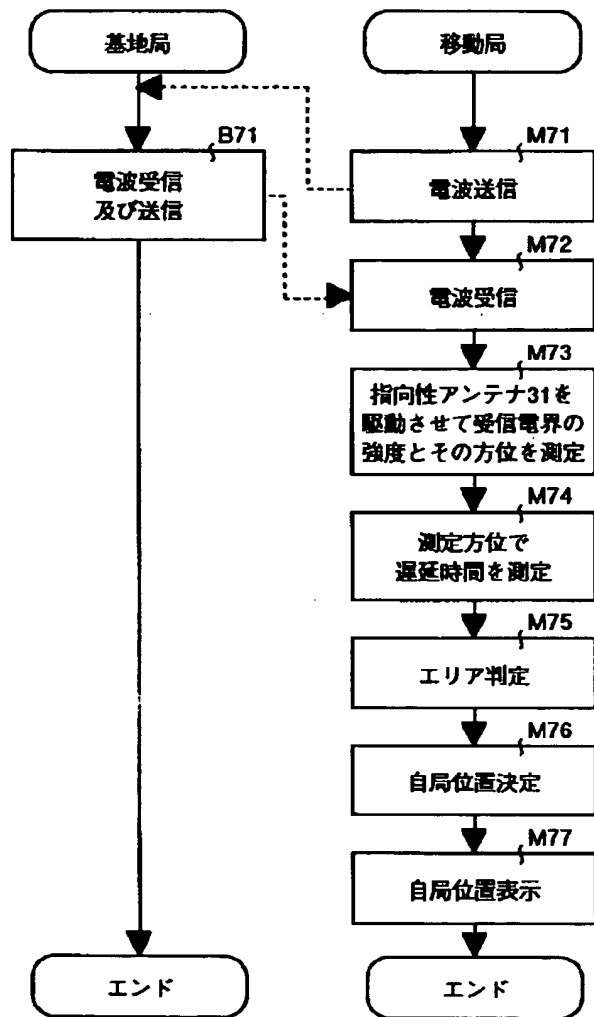 基地局
移動局
B71
電波受信
及び送信
M71
電波送信
M72
電波受信
M73
指向性アンテナ31を
駆動させて受信電界の
強度とその方位を測定
M74
測定方位で
遅延時間を測定
M75
エリア判定
M76
自局位置決定
M77
自局位置表示
エンド
エンド